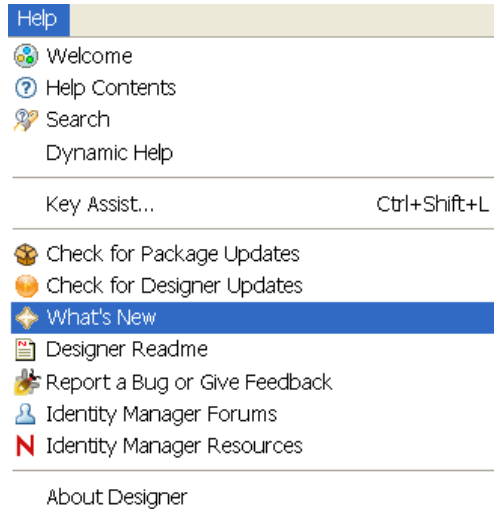 Help
Welcome
Help Contents
Search
Dynamic Help
Key Assist... Ctrl+Shift+L
Check for Package Updates
Check for Designer Updates
What's New
Designer Readme
Report a Bug or Give Feedback
Identity Manager Forums
N Identity Manager Resources
About Designer